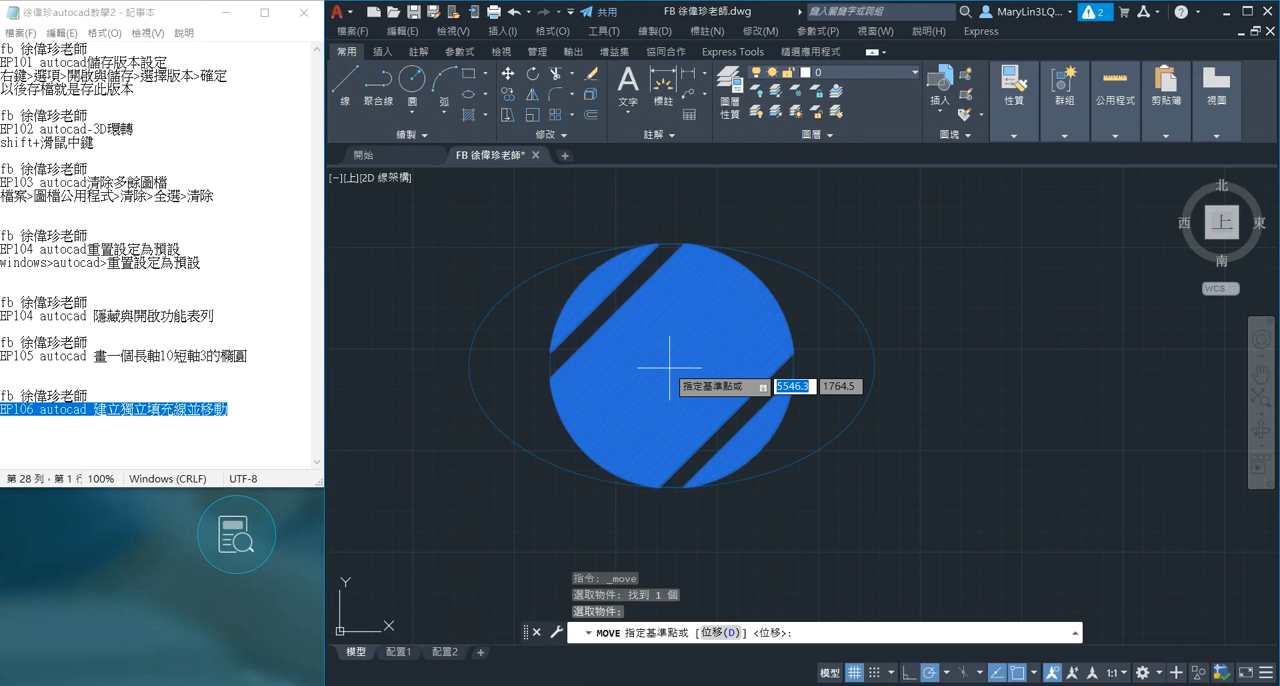 徐偉珍autocad教學2 - 記事本
檔案(F) 編輯(E) 格式(O) 檢視(V) 說明
fb 徐偉珍老師
EP101 autocad儲存版本設定
右鍵>選項>開啟與儲存>選擇版本>確定
以後存檔就是存此版本
fb 徐偉珍老師
EP102 autocad-3D環轉
shift+滑鼠中鍵
fb 徐偉珍老師
EP103 autocad清除多餘圖檔
檔案>圖檔公用程式>清除>全選>清除
fb 徐偉珍老師
EP104 autocad重置設定為預設
windows>autocad>重置設定為預設
fb 徐偉珍老師
EP104 autocad 隱藏與開啟功能表列
fb 徐偉珍老師
EP105 autocad 畫一個長軸10短軸3的橢圓
fb 徐偉珍老師
EP106 autocad 建立獨立填充線並移動
第 28 列，第 1 行 100% Windows (CRLF) UTF-8
共用 FB 徐偉珍老師.dwg 鍵入關鍵字或詞組 MaryLin3LQ... 2
檔案(F) 編輯(E) 檢視(V) 插入(I) 格式(O) 工具(T) 繪製(D) 標註(N) 修改(M) 參數式(P) 視窗(W) 說明(H) Express
常用 插入 註解 參數式 檢視 管理 輸出 增益集 協同合作 Express Tools 精選應用程式
線 聚合線 圓 弧 文字 標註 圖層性質 0 插入 性質 群組 公用程式 剪貼簿 視圖
繪製 修改 註解 圖層 圖塊
開始 FB 徐偉珍老師*
[−][上][2D 線架構]
北
西 上 東
南
WCS
指定基準點或 5546.3 1764.5
Y
X
指令: _move
選取物件: 找到 1 個
選取物件:
MOVE 指定基準點或 [位移(D)] <位移>:
模型 配置1 配置2
模型 1:1